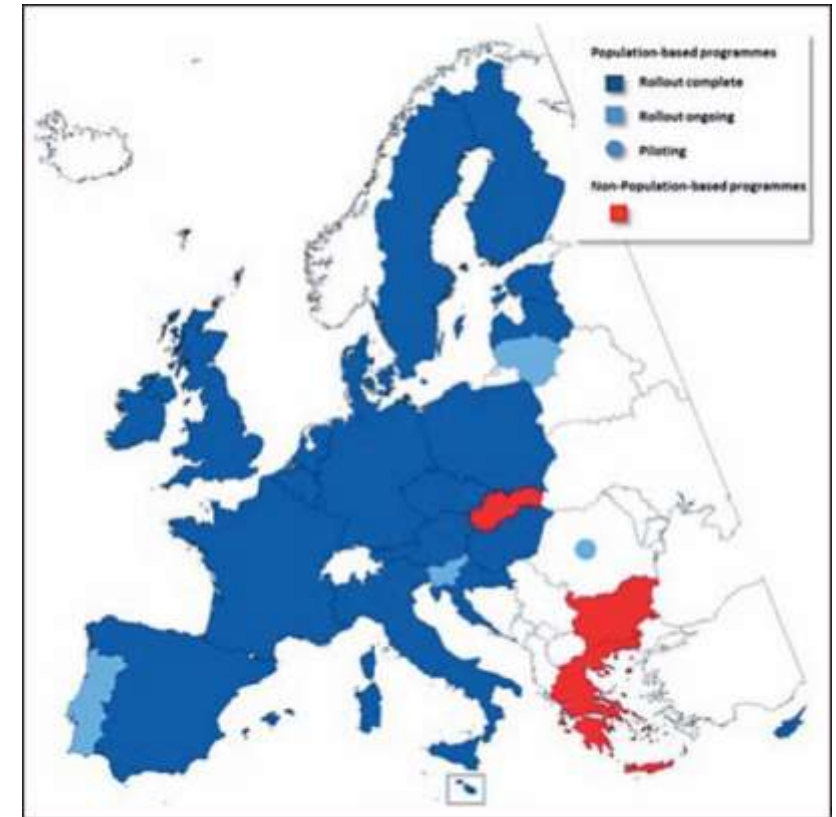 Population-based programmes
Rollout complete
Rollout ongoing
Piloting
Non-Population-based programmes